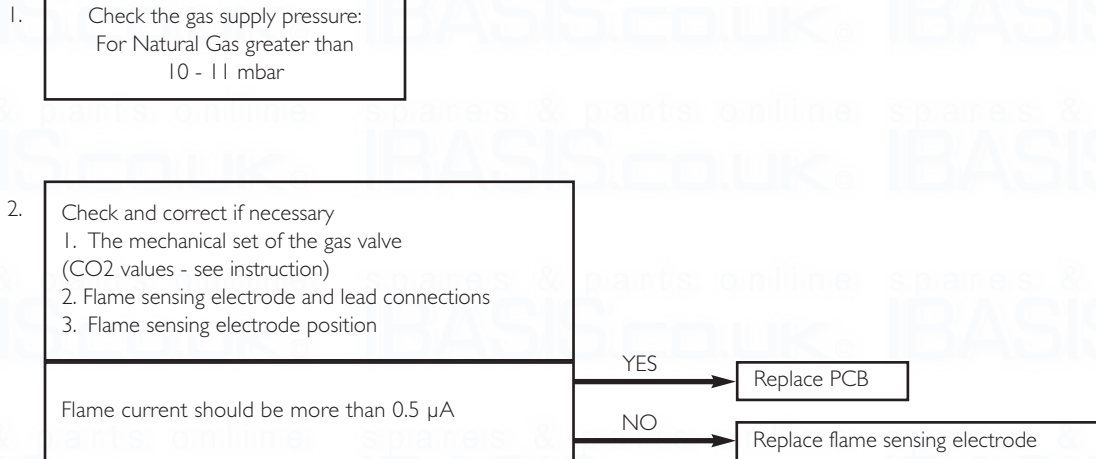 1.
Check the gas supply pressure:
For Natural Gas greater than
10 - 11 mbar
2.
Check and correct if necessary
1. The mechanical set of the gas valve
(CO2 values - see instruction)
2. Flame sensing electrode and lead connections
3. Flame sensing electrode position
YES
Replace PCB
Flame current should be more than 0.5 µA
NO
Replace flame sensing electrode
spares & parts online
IBASIS.co.uk